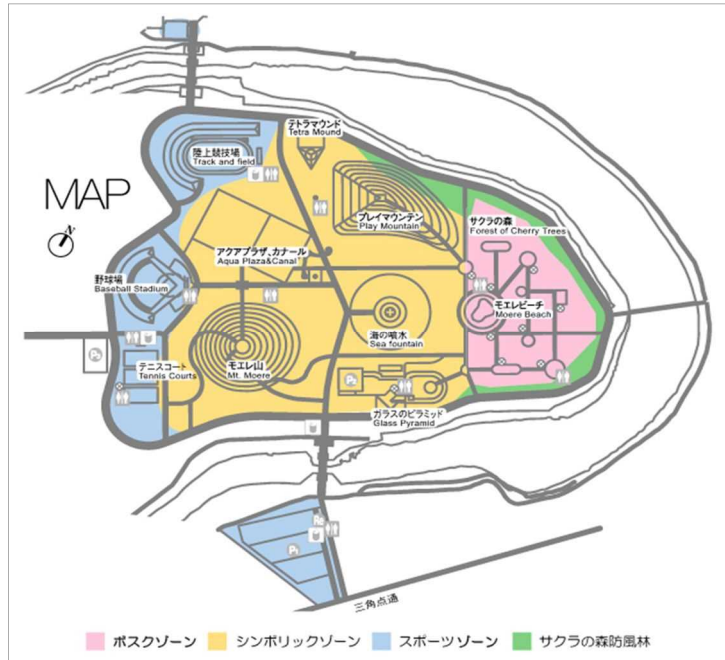 テトラマウンド
Tetra Mound
陸上競技場
Track and field
MAP
プレイマウンテン
Play Mountain
サクラの森
Forest of Cherry Trees
アクアプラザ、カナール
Aqua Plaza&Canal
野球場
Baseball Stadium
モエレビーチ
Moere Beach
海の噴水
Sea fountain
テニスコート
Tennis Courts
モエレ山
Mt. Moere
P2
ガラスのピラミッド
Glass Pyramid
P1
三角点通
ボスクゾーン
シンボリックゾーン
スポーツゾーン
サクラの森防風林